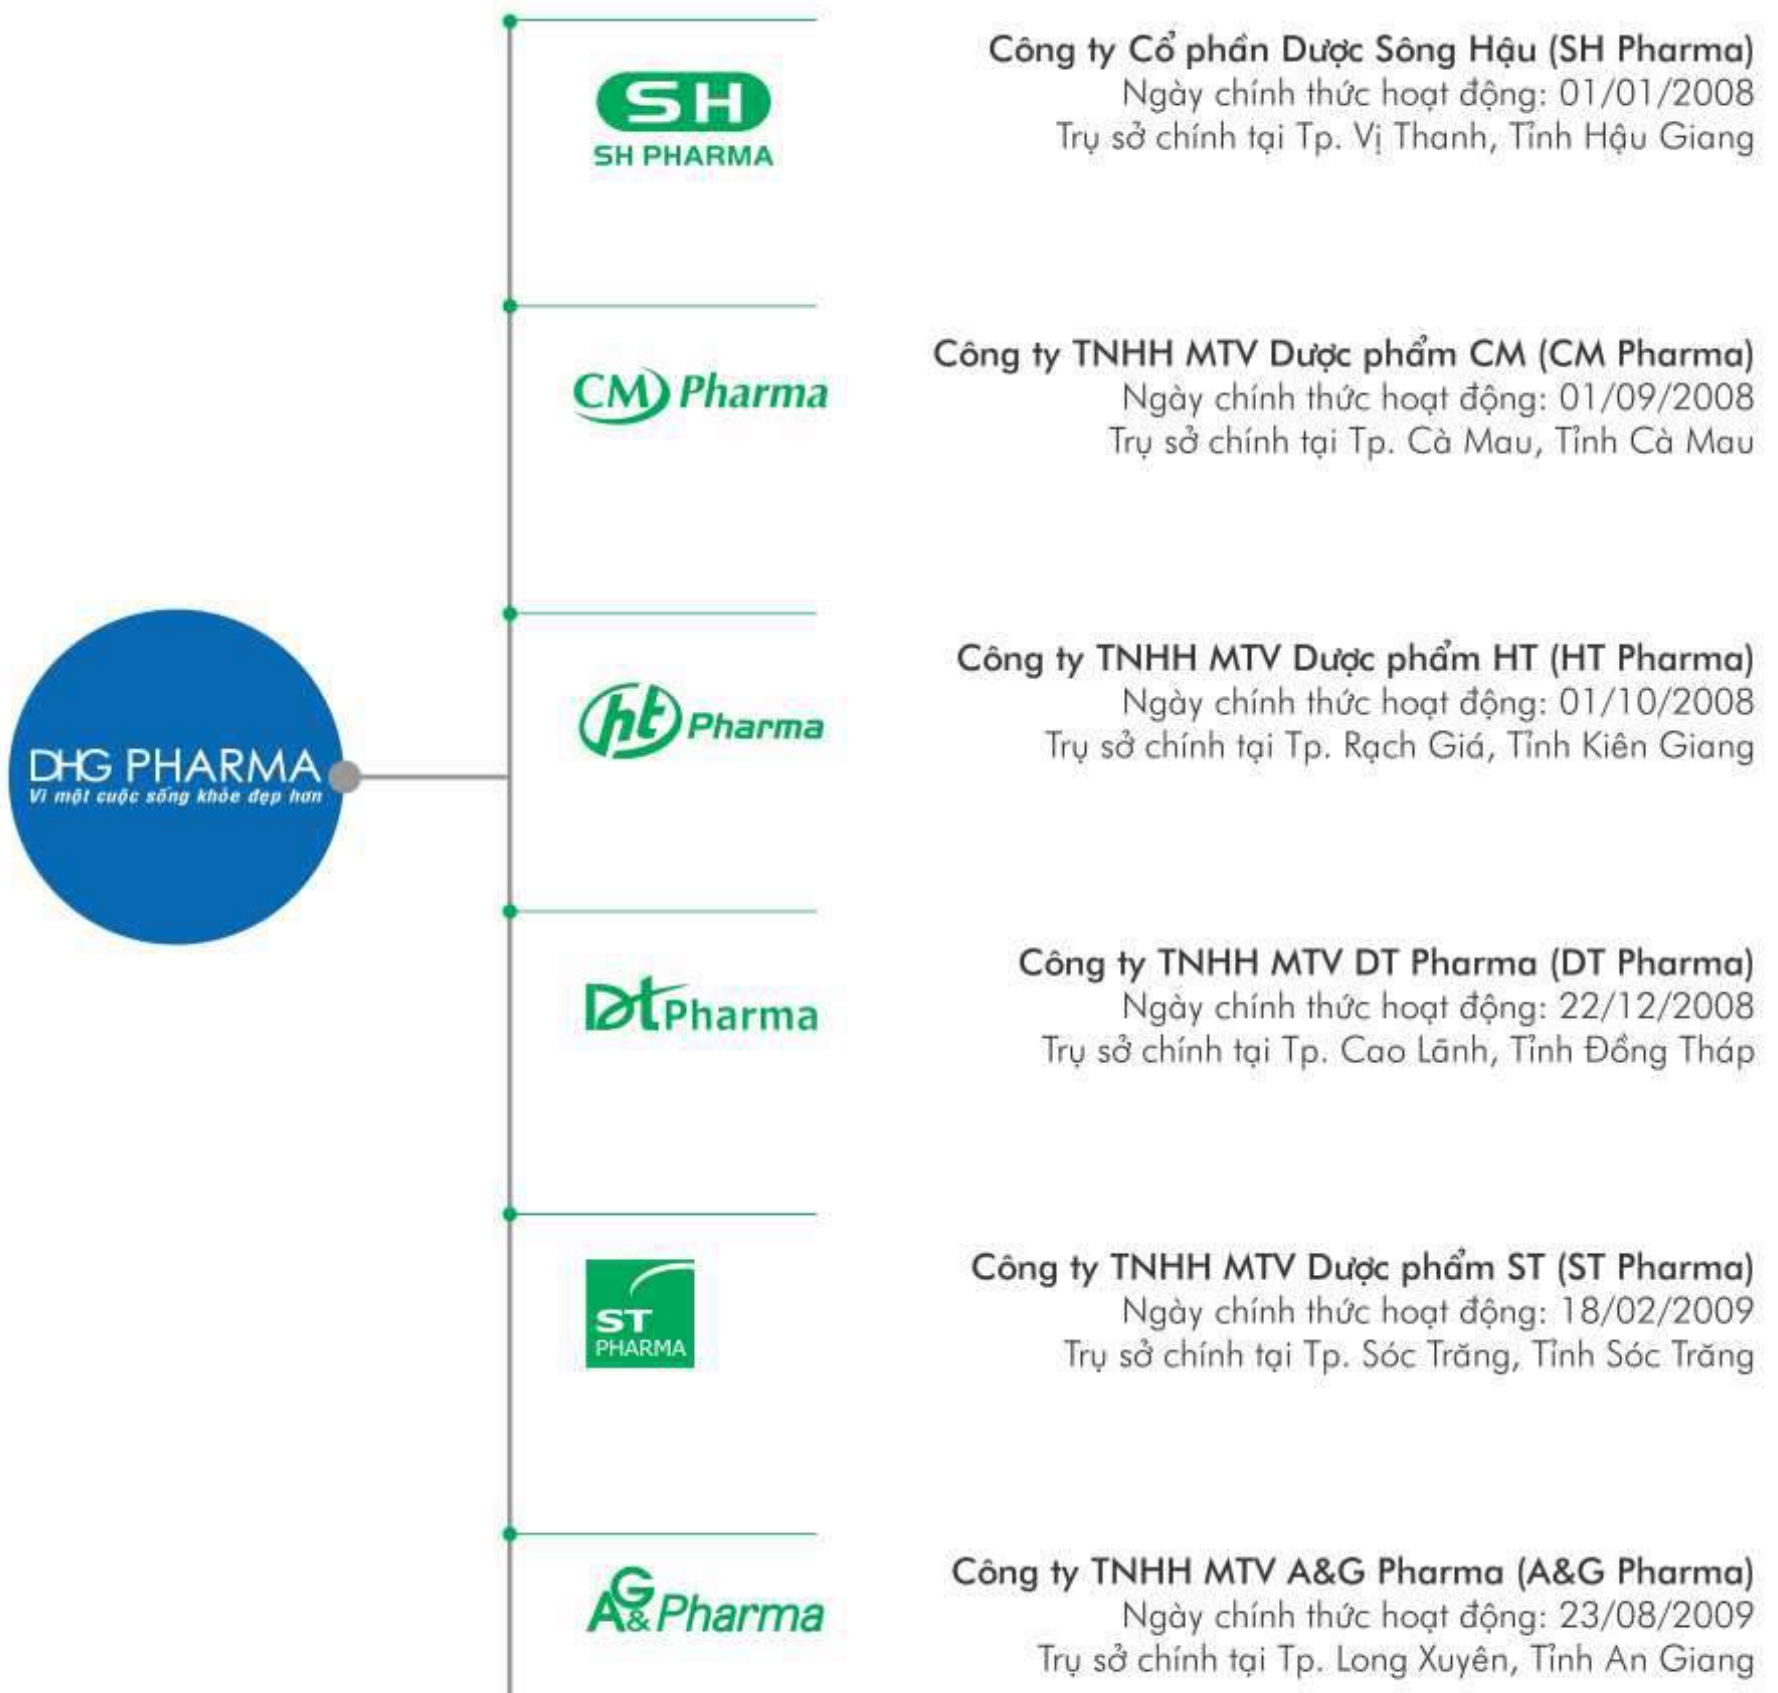 SH
SH PHARMA
Công ty Cổ phần Dược Sông Hậu (SH Pharma)
Ngày chính thức hoạt động: 01/01/2008
Trụ sở chính tại Tp. Vị Thanh, Tỉnh Hậu Giang
CM Pharma
Công ty TNHH MTV Dược phẩm CM (CM Pharma)
Ngày chính thức hoạt động: 01/09/2008
Trụ sở chính tại Tp. Cà Mau, Tỉnh Cà Mau
DHG PHARMA
Vì một cuộc sống khỏe đẹp hơn
ht Pharma
Công ty TNHH MTV Dược phẩm HT (HT Pharma)
Ngày chính thức hoạt động: 01/10/2008
Trụ sở chính tại Tp. Rạch Giá, Tỉnh Kiên Giang
Dt Pharma
Công ty TNHH MTV DT Pharma (DT Pharma)
Ngày chính thức hoạt động: 22/12/2008
Trụ sở chính tại Tp. Cao Lãnh, Tỉnh Đồng Tháp
ST
PHARMA
Công ty TNHH MTV Dược phẩm ST (ST Pharma)
Ngày chính thức hoạt động: 18/02/2009
Trụ sở chính tại Tp. Sóc Trăng, Tỉnh Sóc Trăng
A&G Pharma
Công ty TNHH MTV A&G Pharma (A&G Pharma)
Ngày chính thức hoạt động: 23/08/2009
Trụ sở chính tại Tp. Long Xuyên, Tỉnh An Giang